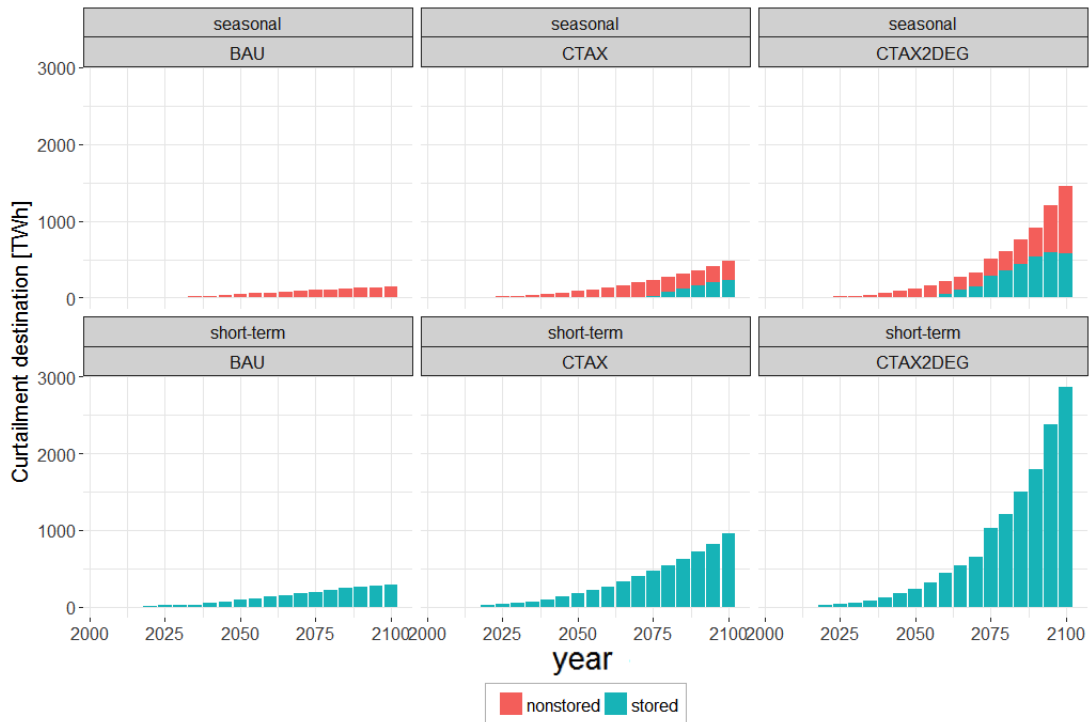 seasonal seasonal seasonal
BAU CTAX CTAX2DEG
3000
2000
1000
0
Curtailment destination [TWh]
short-term short-term short-term
BAU CTAX CTAX2DEG
3000
2000
1000
0
2000 2025 2050 2075 2100 2000 2025 2050 2075 2100 2000 2025 2050 2075 2100
year
nonstored stored